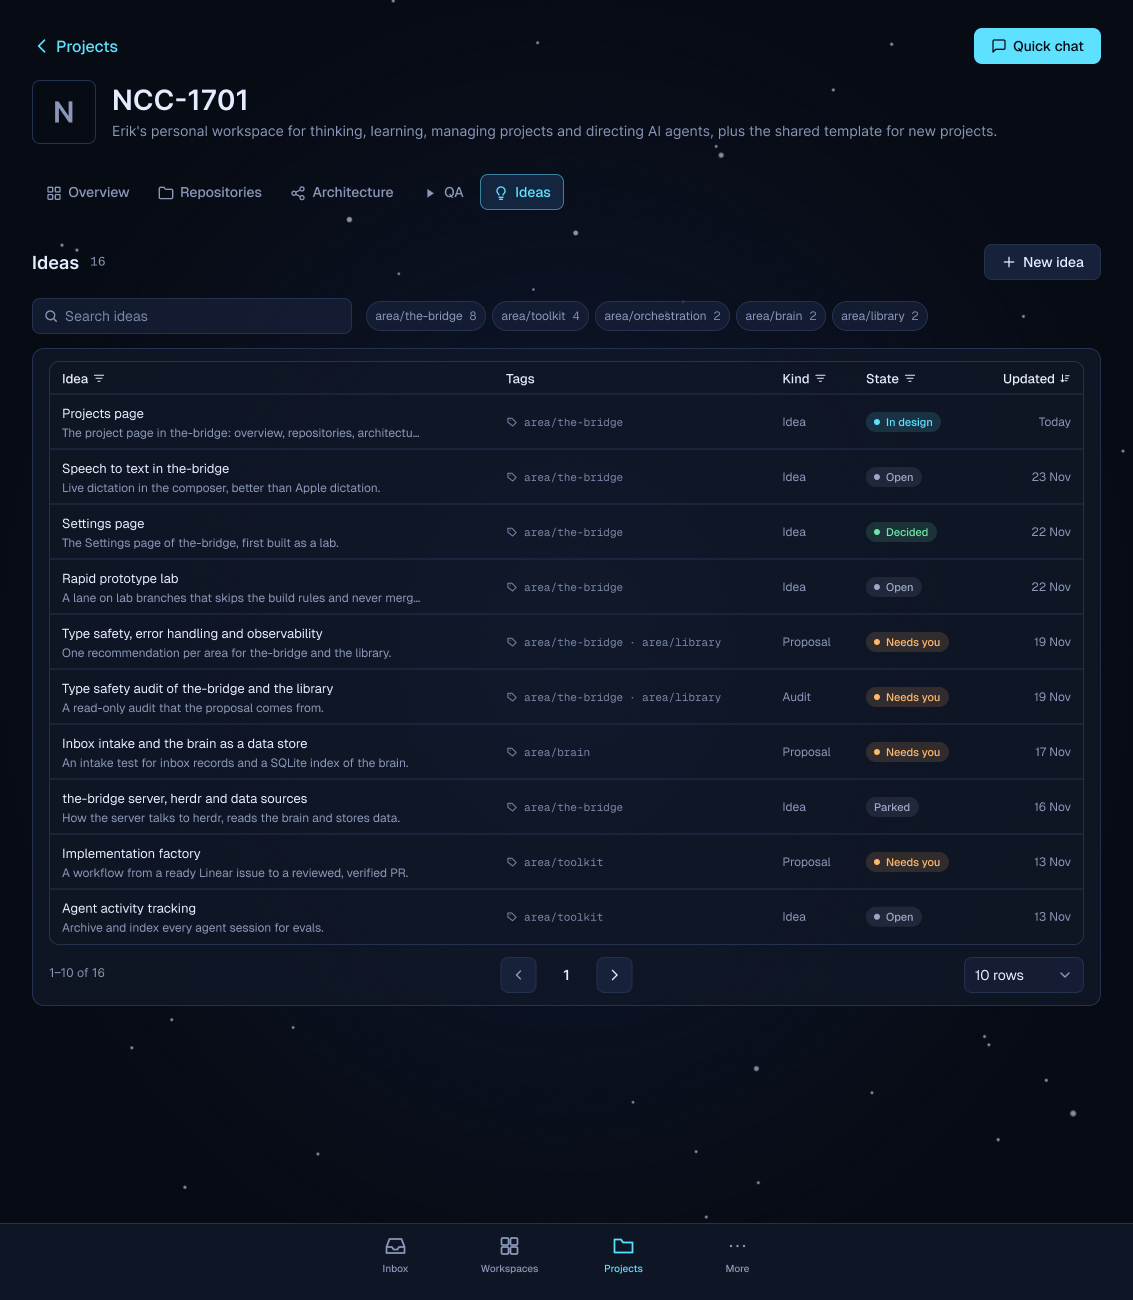 Projects
Quick chat
N
NCC-1701
Erik's personal workspace for thinking, learning, managing projects and directing AI agents, plus the shared template for new projects.
Overview
Repositories
Architecture
QA
Ideas
Ideas 16
New idea
Search ideas
area/the-bridge 8
area/toolkit 4
area/orchestration 2
area/brain 2
area/library 2
Idea Tags Kind State Updated
Projects page
The project page in the-bridge: overview, repositories, architectu…
area/the-bridge Idea In design Today
Speech to text in the-bridge
Live dictation in the composer, better than Apple dictation.
area/the-bridge Idea Open 23 Nov
Settings page
The Settings page of the-bridge, first built as a lab.
area/the-bridge Idea Decided 22 Nov
Rapid prototype lab
A lane on lab branches that skips the build rules and never merg…
area/the-bridge Idea Open 22 Nov
Type safety, error handling and observability
One recommendation per area for the-bridge and the library.
area/the-bridge · area/library Proposal Needs you 19 Nov
Type safety audit of the-bridge and the library
A read-only audit that the proposal comes from.
area/the-bridge · area/library Audit Needs you 19 Nov
Inbox intake and the brain as a data store
An intake test for inbox records and a SQLite index of the brain.
area/brain Proposal Needs you 17 Nov
the-bridge server, herdr and data sources
How the server talks to herdr, reads the brain and stores data.
area/the-bridge Idea Parked 16 Nov
Implementation factory
A workflow from a ready Linear issue to a reviewed, verified PR.
area/toolkit Proposal Needs you 13 Nov
Agent activity tracking
Archive and index every agent session for evals.
area/toolkit Idea Open 13 Nov
1–10 of 16
1
10 rows
Inbox
Workspaces
Projects
More